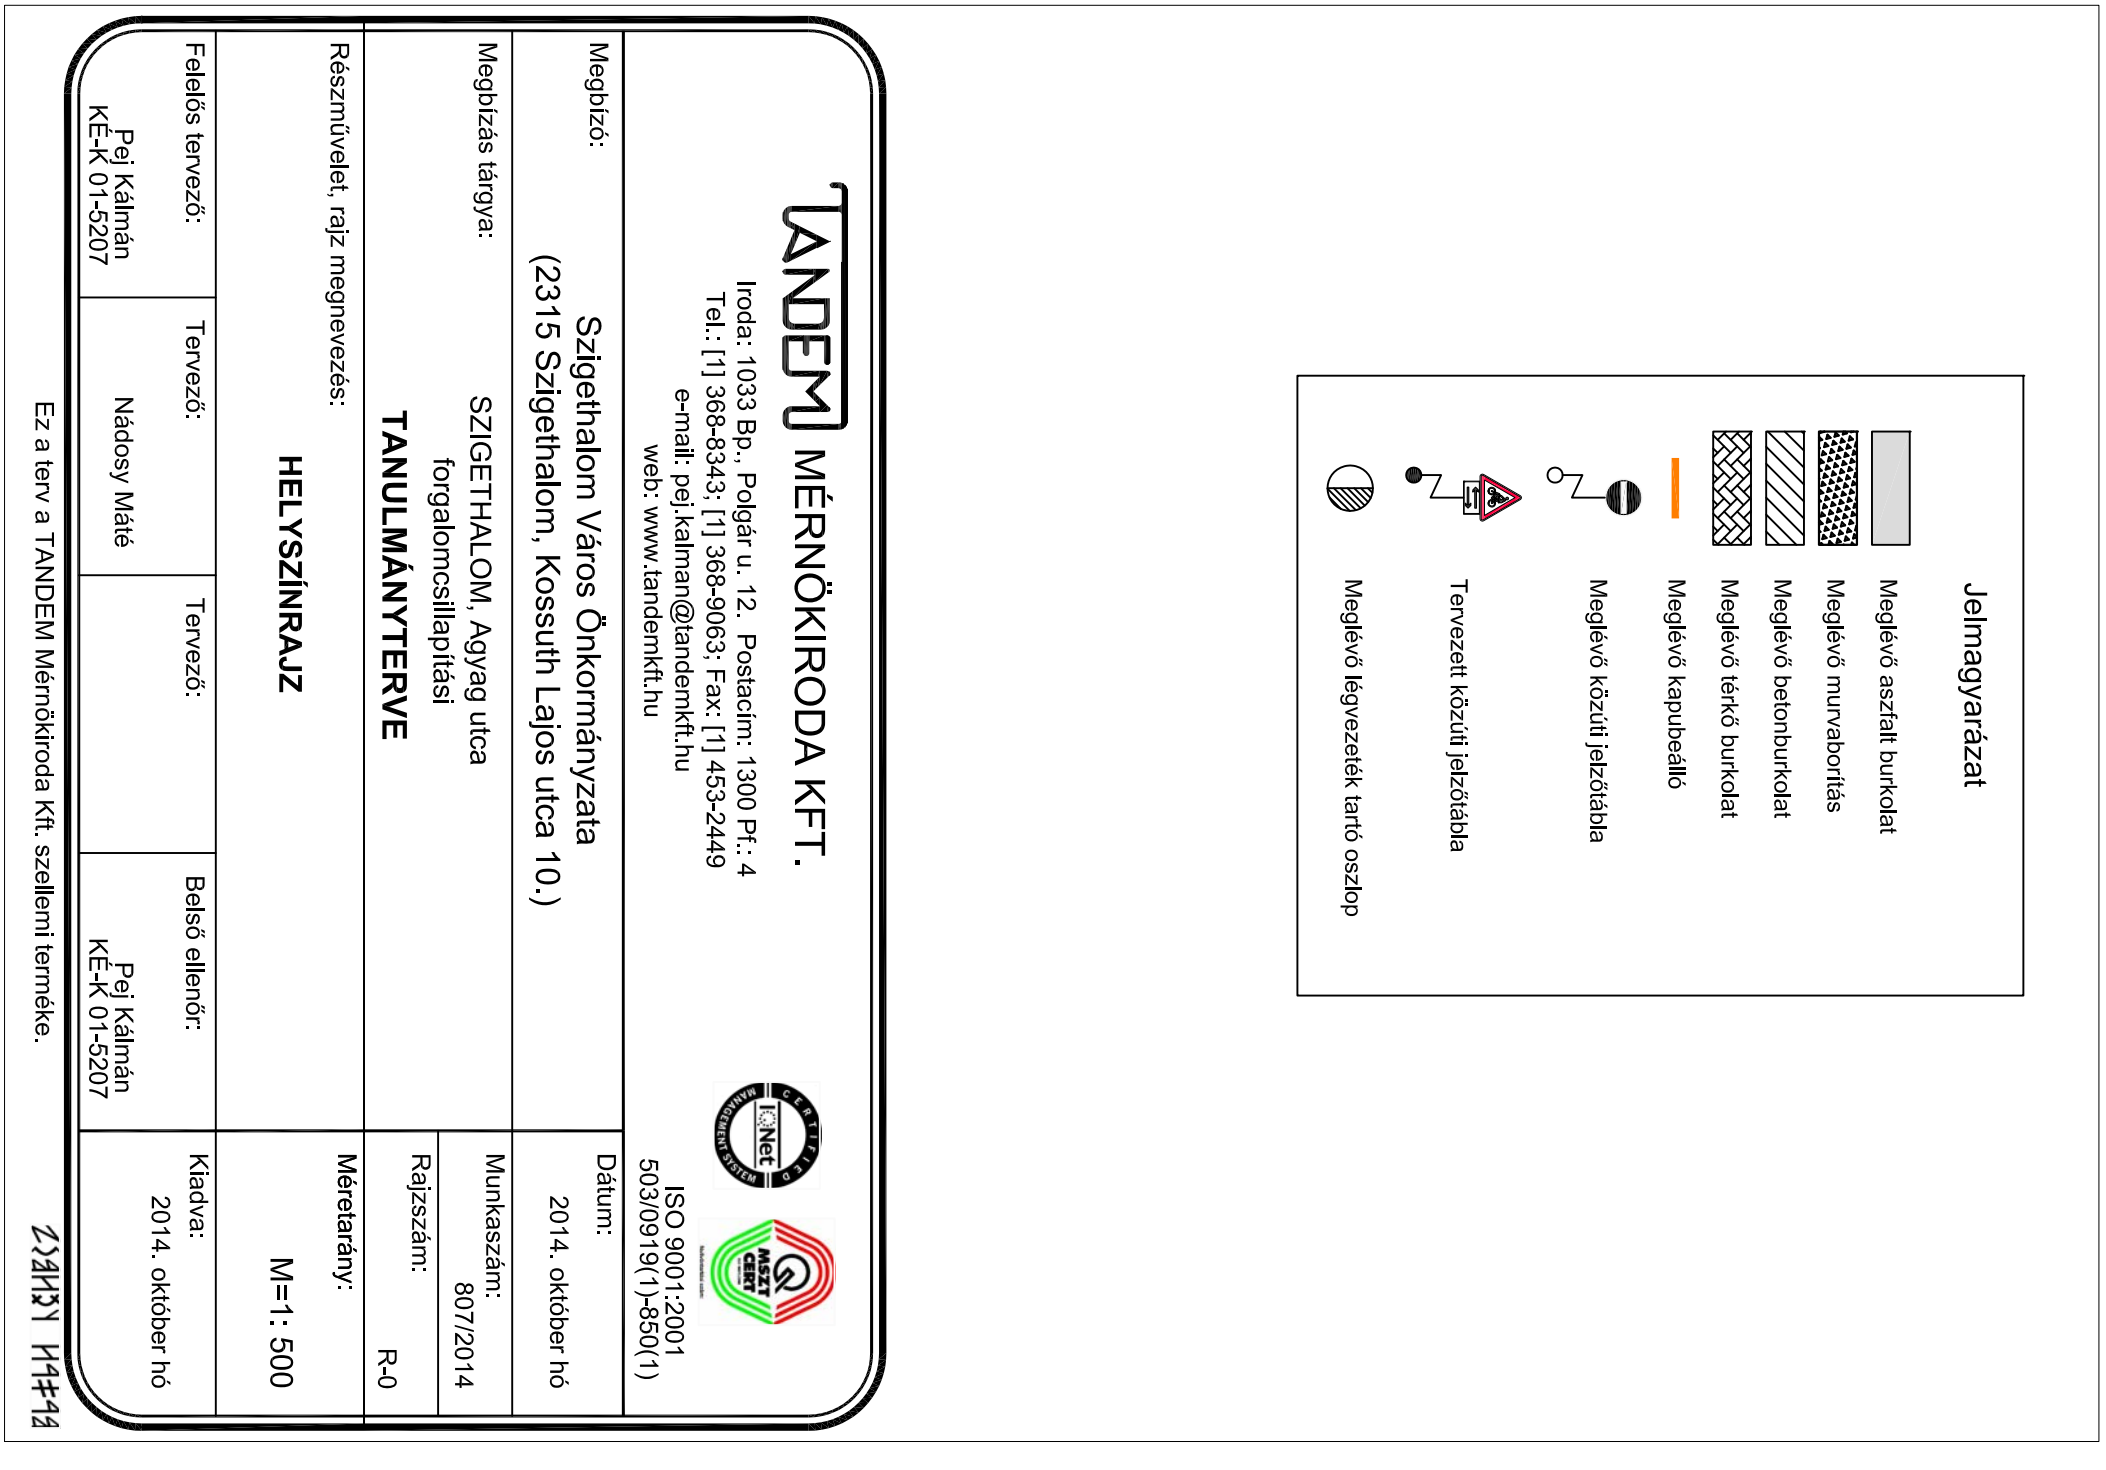 Jelmagyarázat
Meglévő aszfalt burkolat
Meglévő murvaborítás
Meglévő betonburkolat
Meglévő térkő burkolat
Meglévő kapubeálló
Meglévő közúti jelzőtábla
Tervezett közúti jelzőtábla
Meglévő légvezeték tartó oszlop
TANDEM MÉRNÖKIRODA KFT.
Iroda: 1033 Bp., Polgár u. 12. Postacím: 1300 Pf.: 4
Tel.: [1] 368-8343; [1] 368-9063; Fax: [1] 453-2449
e-mail: pej.kalman@tandemkft.hu
web: www.tandemkft.hu
CERTIFIED
IQNet
MANAGEMENT SYSTEM
MSZT
CERT
ISO 9001:2001
503/0919(1)-850(1)
Megbízó:
Szigethalom Város Önkormányzata
(2315 Szigethalom, Kossuth Lajos utca 10.)
Dátum:
2014. október hó
Megbízás tárgya:
SZIGETHALOM, Agyag utca
forgalomcsillapítási
TANULMÁNYTERVE
Munkaszám:
807/2014
Rajzszám:
R-0
Részművelet, rajz megnevezés:
HELYSZÍNRAJZ
Méretarány:
M=1: 500
Felelős tervező:
Pej Kálmán
KÉ-K 01-5207
Tervező:
Nádosy Máté
Tervező:
Belső ellenőr:
Pej Kálmán
KÉ-K 01-5207
Kiadva:
2014. október hó
Ez a terv a TANDEM Mérnökiroda Kft. szellemi terméke.